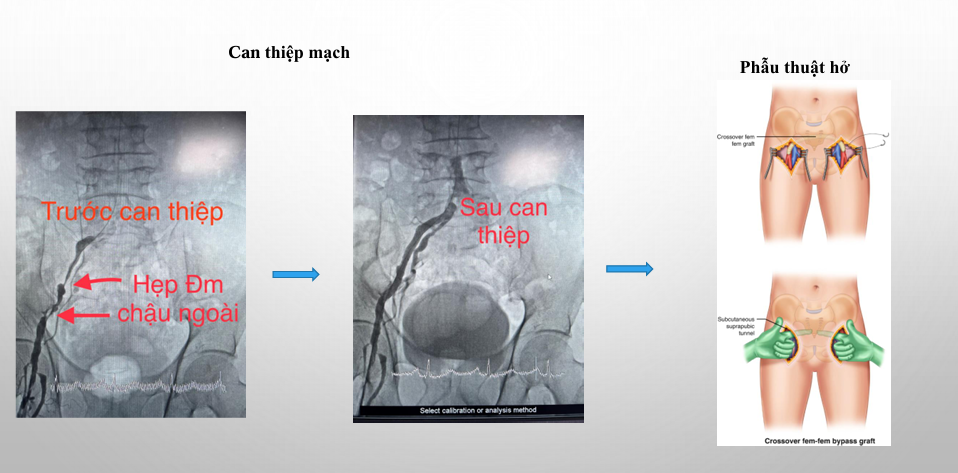 Can thiệp mạch
Phẫu thuật hở
Trước can thiệp
Hẹp Đm
chậu ngoài
Sau can
thiệp
Select calibration or analysis method
Crossover fem
fem graft
Subcutaneous
suprapubic
tunnel
Crossover fem-fem bypass graft